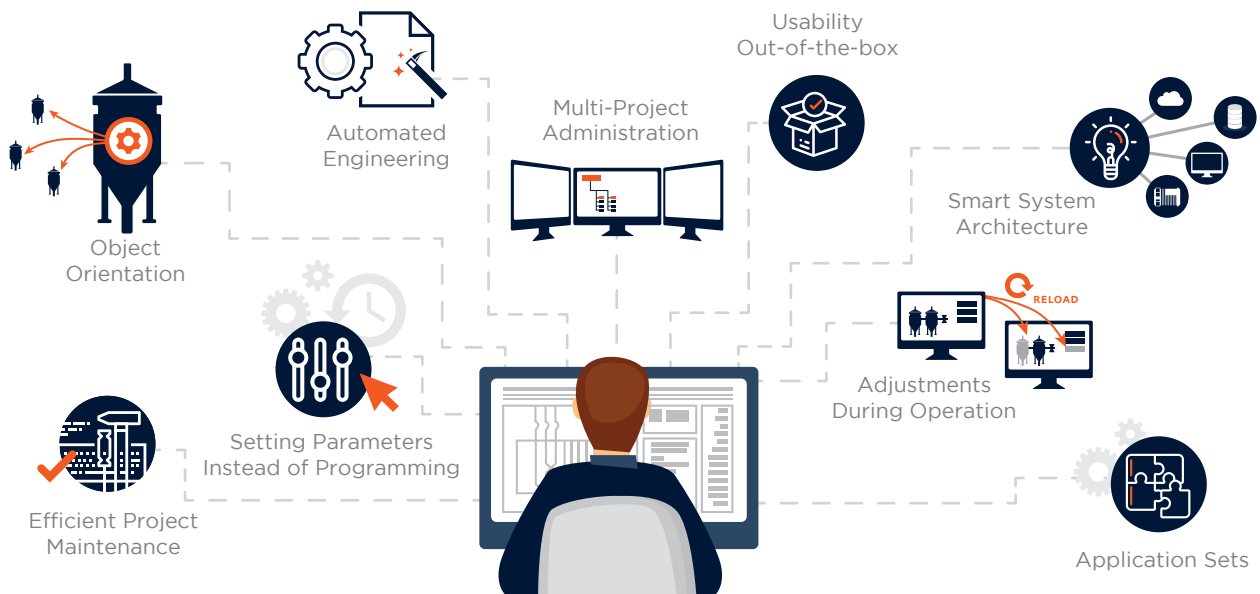 Usability
Out-of-the-box
Multi-Project
Administration
Automated
Engineering
Smart System
Architecture
Object
Orientation
RELOAD
Adjustments
During Operation
Setting Parameters
Instead of Programming
Efficient Project
Maintenance
Application Sets